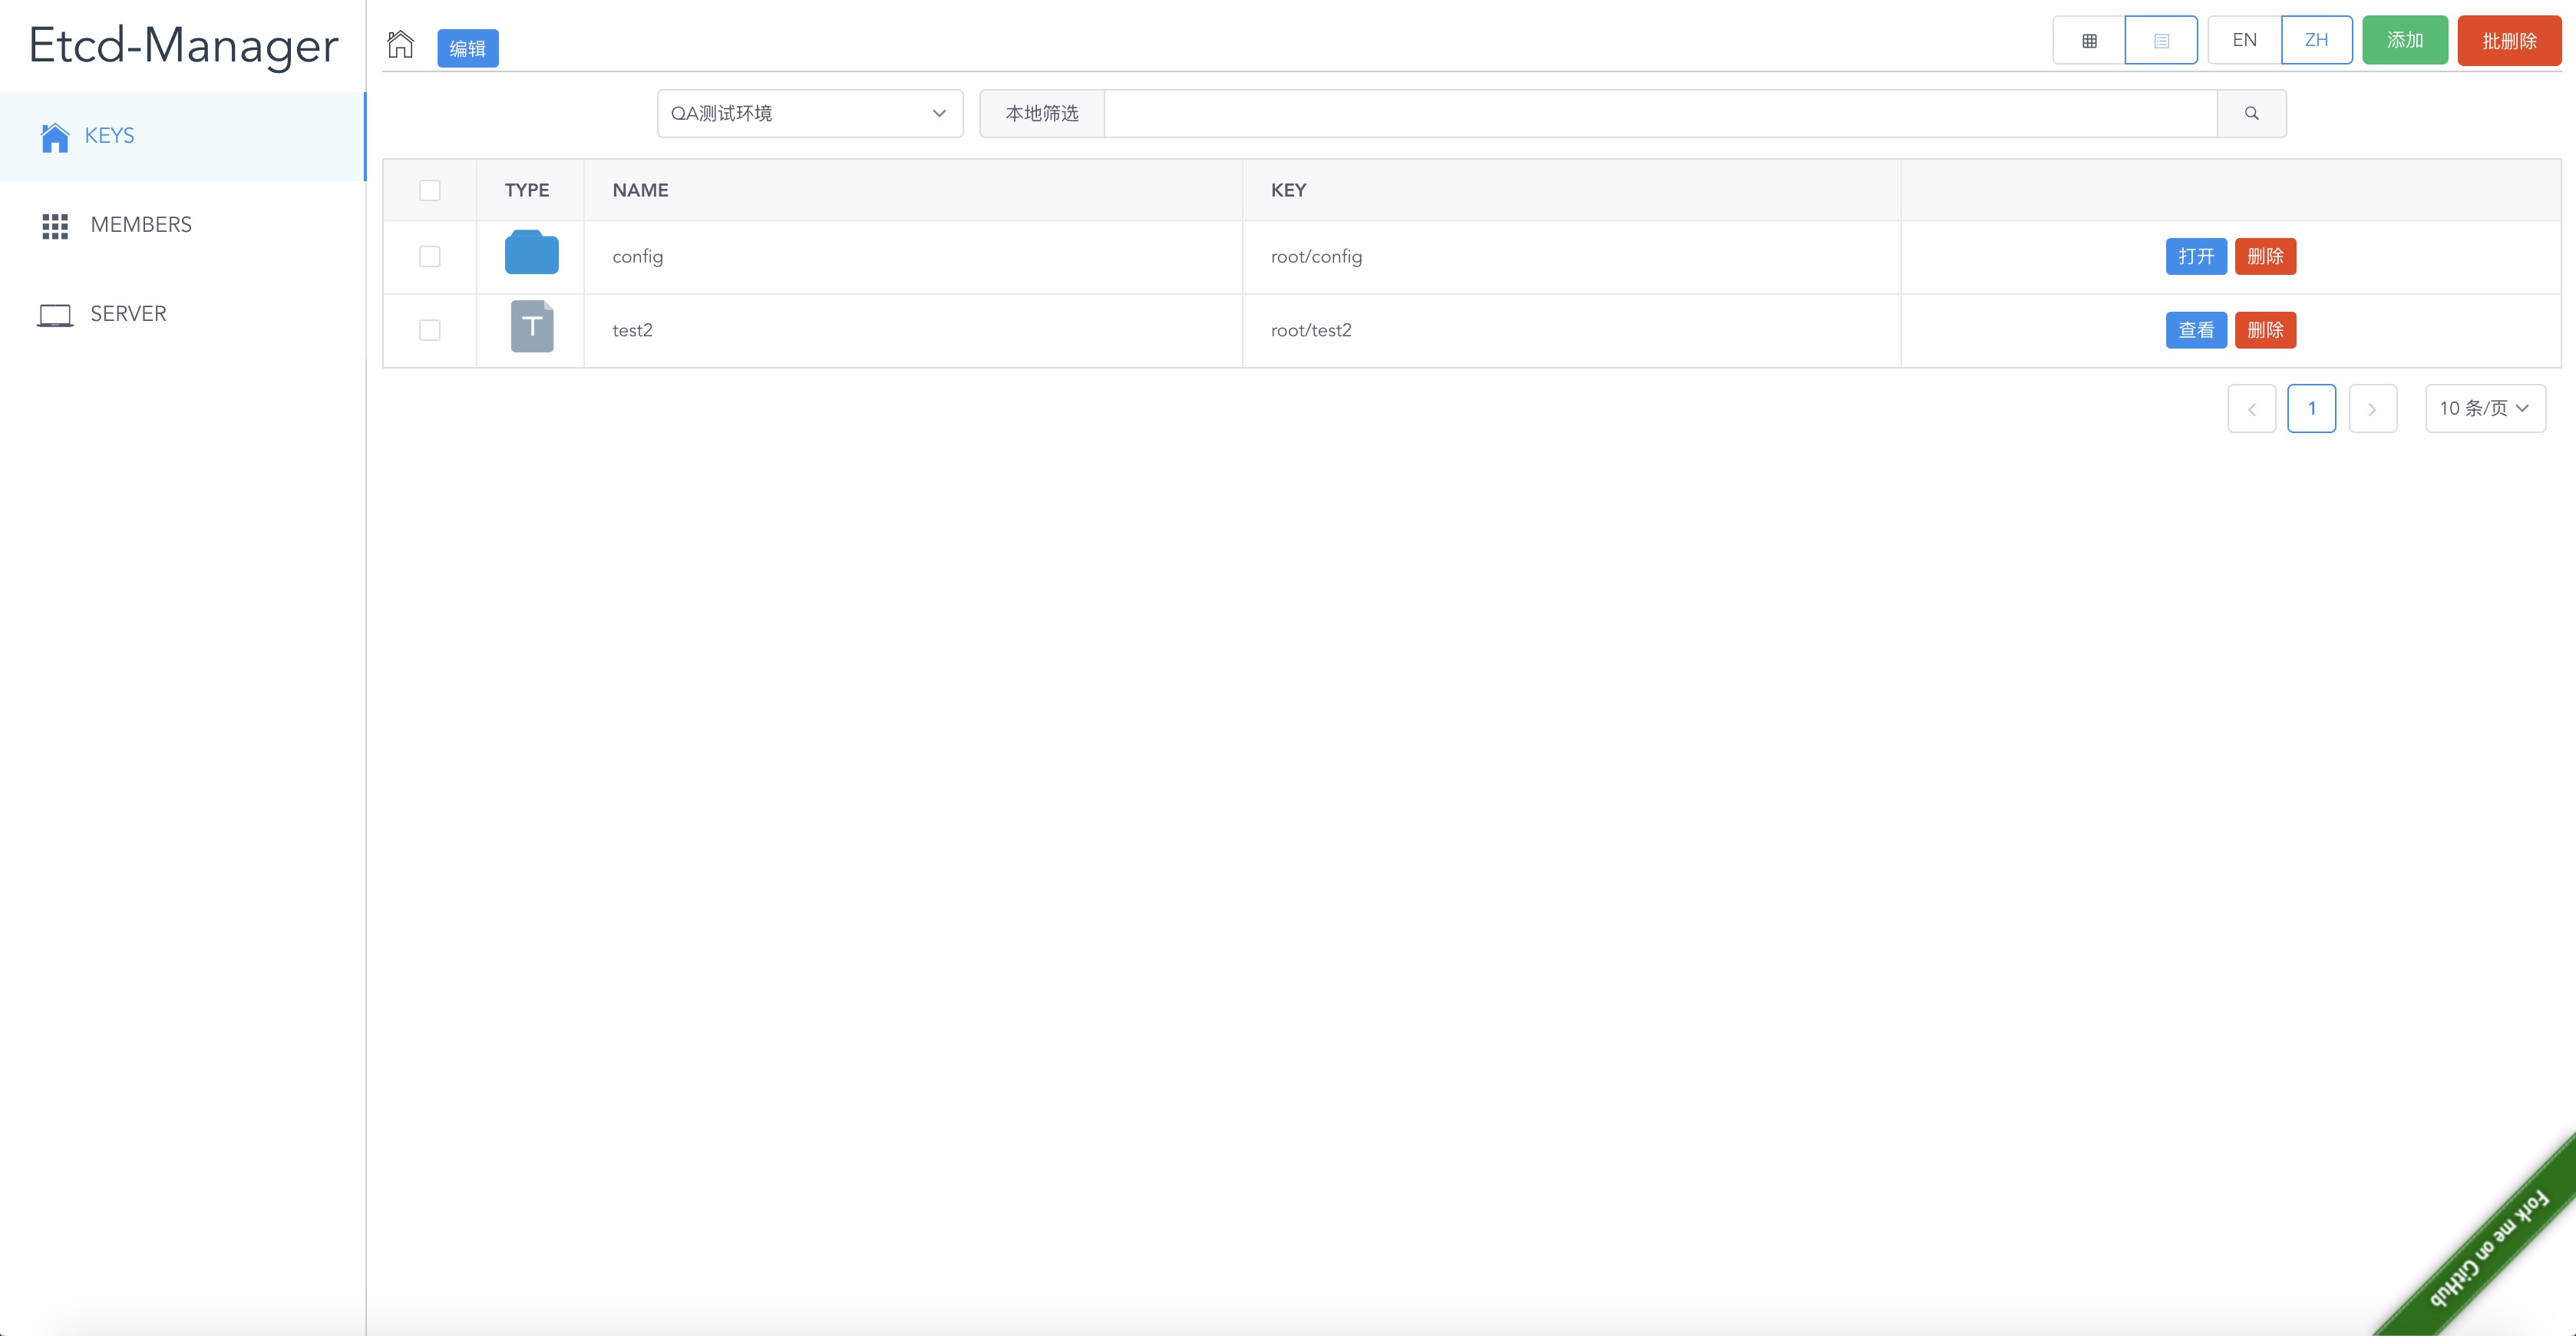 Etcd-Manager
编辑
EN
ZH
添加
批删除
KEYS
MEMBERS
SERVER
QA测试环境
本地筛选
TYPE NAME KEY
config root/config 打开 删除
T test2 root/test2 查看 删除
1
10 条/页
Fork me on GitHub